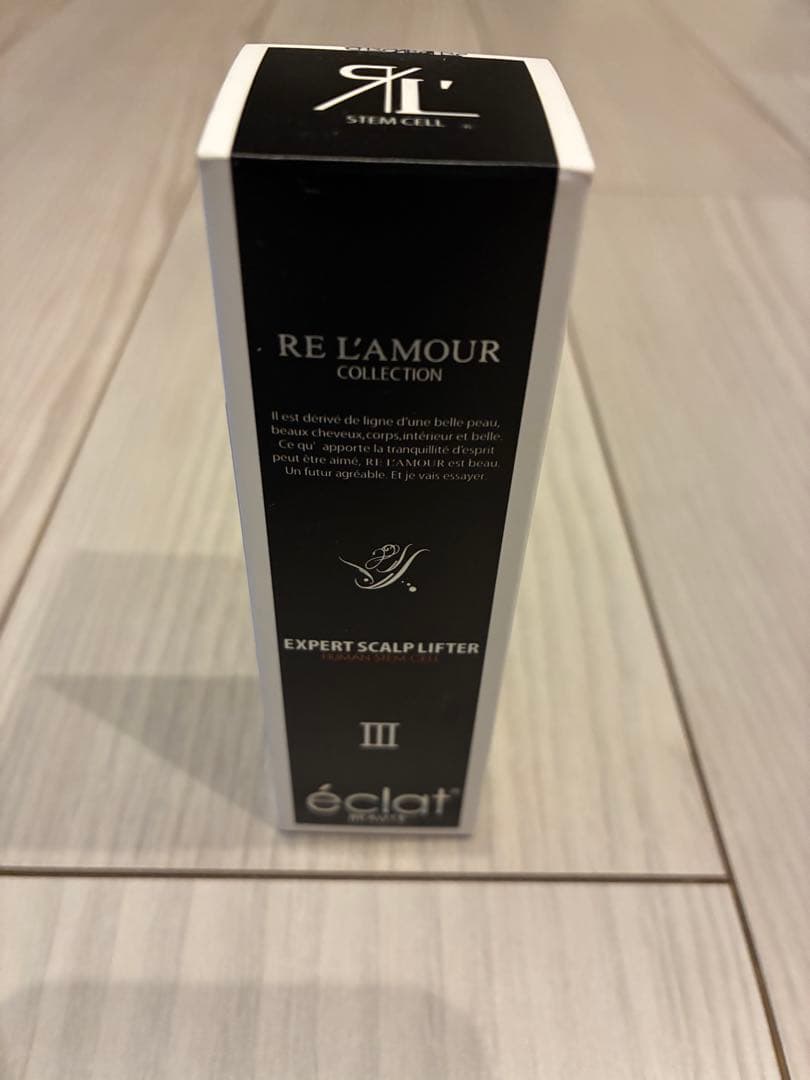 RL'
STEM CELL
RE L'AMOUR
COLLECTION
Il est dérivé de ligne d'une belle peau,
beaux cheveux,corps,intérieur et belle.
Ce qu' apporte la tranquillité d'esprit
peut être aimé, RE L'AMOUR est beau.
Un futur agréable. Et je vais essayer.
EXPERT SCALP LIFTER
HUMAN STEM CELL
III
éclat
BEAUTE